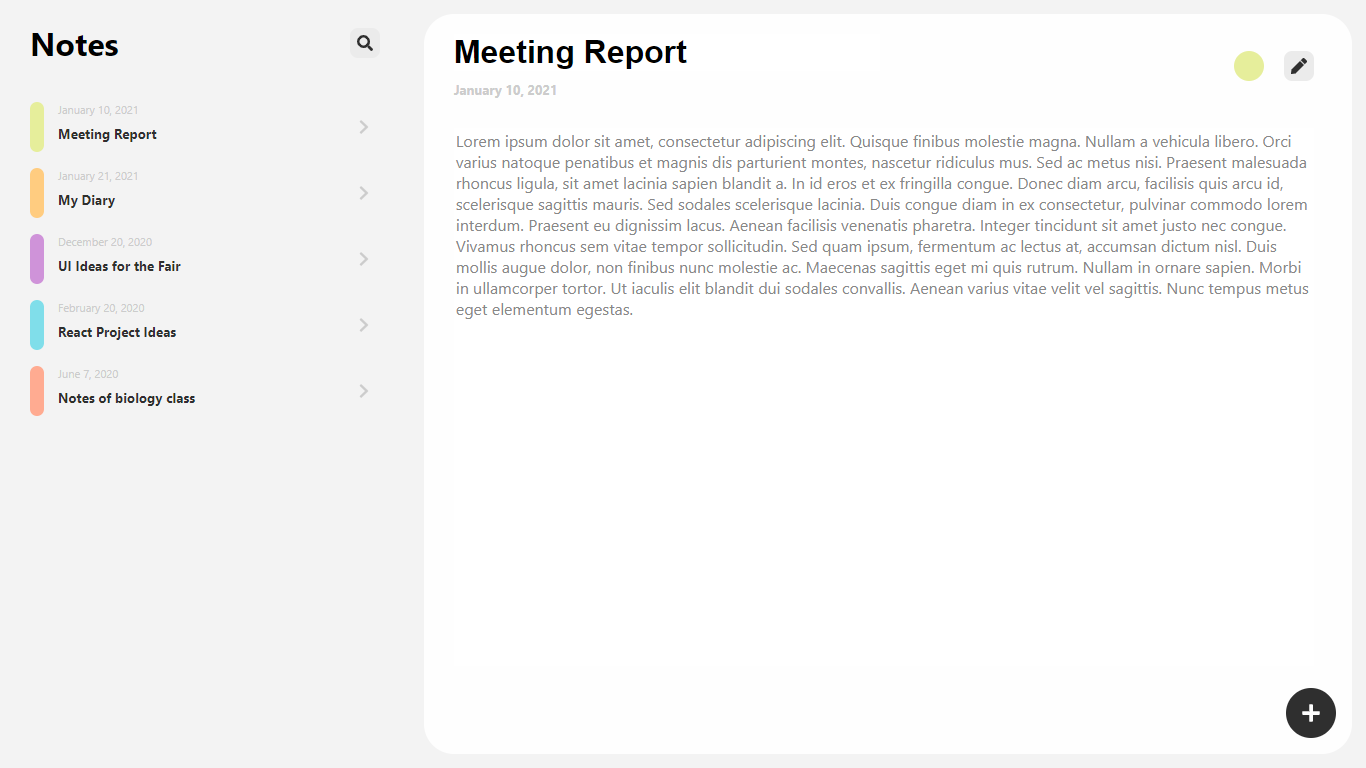 Notes
January 10, 2021
Meeting Report
January 21, 2021
My Diary
December 20, 2020
UI Ideas for the Fair
February 20, 2020
React Project Ideas
June 7, 2020
Notes of biology class
Meeting Report
January 10, 2021
Lorem ipsum dolor sit amet, consectetur adipiscing elit. Quisque finibus molestie magna. Nullam a vehicula libero. Orci
varius natoque penatibus et magnis dis parturient montes, nascetur ridiculus mus. Sed ac metus nisi. Praesent malesuada
rhoncus ligula, sit amet lacinia sapien blandit a. In id eros et ex fringilla congue. Donec diam arcu, facilisis quis arcu id,
scelerisque sagittis mauris. Sed sodales scelerisque lacinia. Duis congue diam in ex consectetur, pulvinar commodo lorem
interdum. Praesent eu dignissim lacus. Aenean facilisis venenatis pharetra. Integer tincidunt sit amet justo nec congue.
Vivamus rhoncus sem vitae tempor sollicitudin. Sed quam ipsum, fermentum ac lectus at, accumsan dictum nisl. Duis
mollis augue dolor, non finibus nunc molestie ac. Maecenas sagittis eget mi quis rutrum. Nullam in ornare sapien. Morbi
in ullamcorper tortor. Ut iaculis elit blandit dui sodales convallis. Aenean varius vitae velit vel sagittis. Nunc tempus metus
eget elementum egestas.